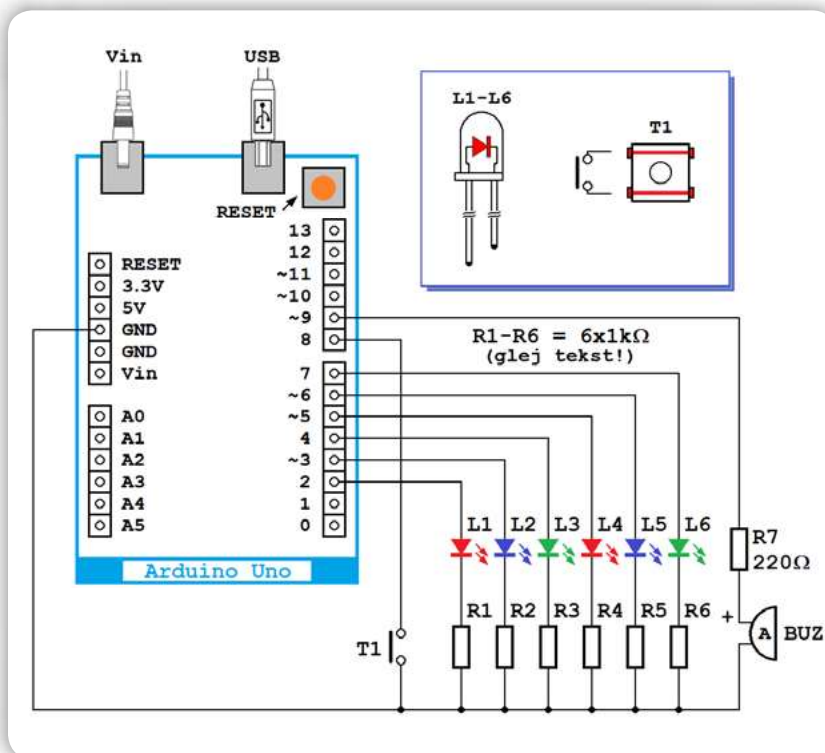 Vin
USB
L1-L6
T1
RESET
13
12
~11
~10
~9
8
RESET
3.3V
5V
GND
GND
Vin
R1-R6 = 6x1kΩ
(glej tekst!)
7
~6
~5
4
~3
2
1
0
A0
A1
A2
A3
A4
A5
L1 L2 L3 L4 L5 L6
R7
220Ω
Arduino Uno
R1 R2 R3 R4 R5 R6
+
A BUZ
T1